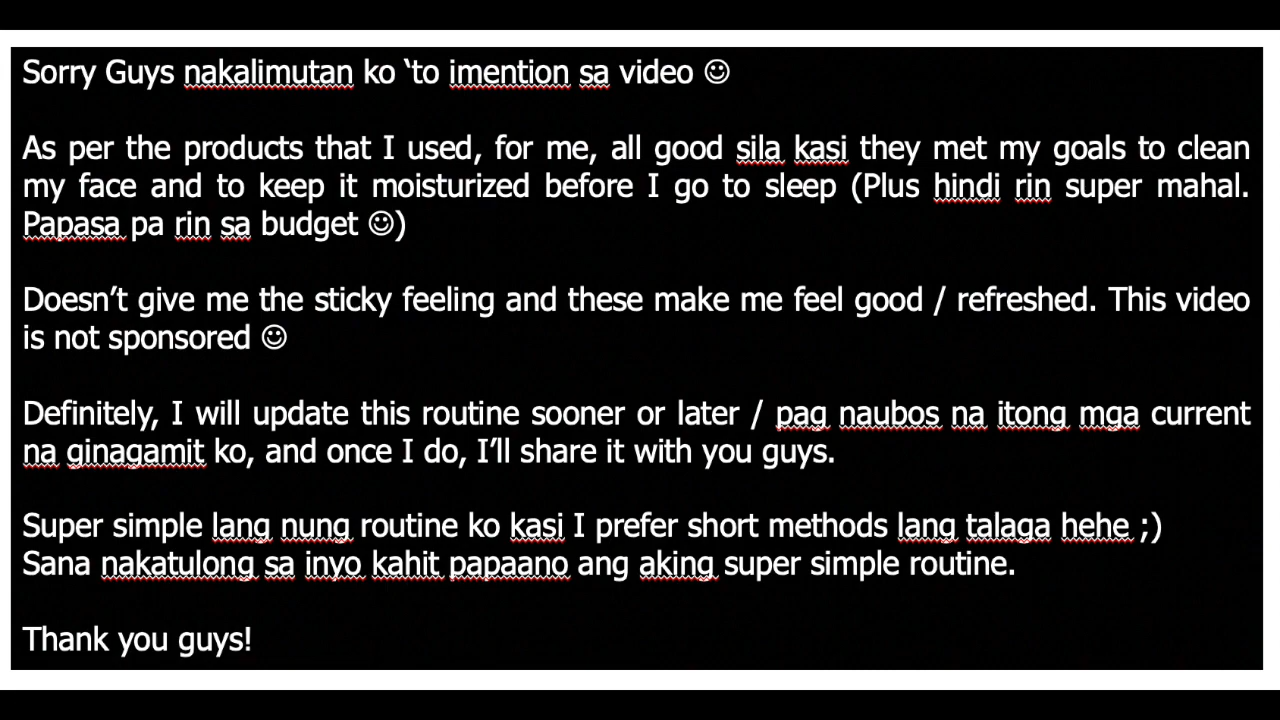 Sorry Guys nakalimutan ko ‘to imention sa video ☺
As per the products that I used, for me, all good sila kasi they met my goals to clean
my face and to keep it moisturized before I go to sleep (Plus hindi rin super mahal.
Papasa pa rin sa budget ☺)
Doesn’t give me the sticky feeling and these make me feel good / refreshed. This video
is not sponsored ☺
Definitely, I will update this routine sooner or later / pag naubos na itong mga current
na ginagamit ko, and once I do, I’ll share it with you guys.
Super simple lang nung routine ko kasi I prefer short methods lang talaga hehe ;)
Sana nakatulong sa inyo kahit papaano ang aking super simple routine.
Thank you guys!